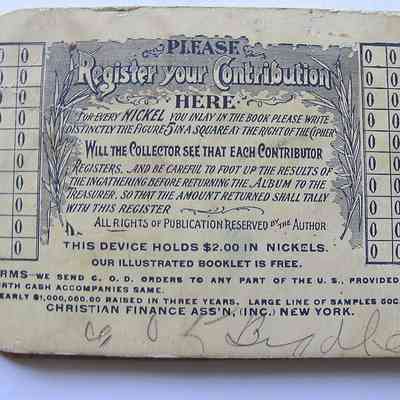 PLEASE
Register your Contribution
HERE
FOR EVERY NICKEL YOU INLAY IN THE BOOK PLEASE WRITE
DISTINCTLY THE FIGURE 5 IN A SQUARE AT THE RIGHT OF THE CIPHER
WILL THE COLLECTOR SEE THAT EACH CONTRIBUTOR
REGISTERS, AND BE CAREFUL TO FOOT UP THE RESULTS OF
THE INGATHERING BEFORE RETURNING THE ALBUM TO THE
TREASURER, SO THAT THE AMOUNT RETURNED SHALL TALLY
WITH THIS REGISTER
ALL RIGHTS OF PUBLICATION RESERVED BY THE AUTHOR
THIS DEVICE HOLDS $2.00 IN NICKELS.
OUR ILLUSTRATED BOOKLET IS FREE.
RMS—WE SEND C. O. D. ORDERS TO ANY PART OF THE U. S., PROVIDED
RTH CASH ACCOMPANIES SAME.
EARLY $1,000,000.00 RAISED IN THREE YEARS. LARGE LINE OF SAMPLES 50C
CHRISTIAN FINANCE ASS'N, (INC.) NEW YORK.